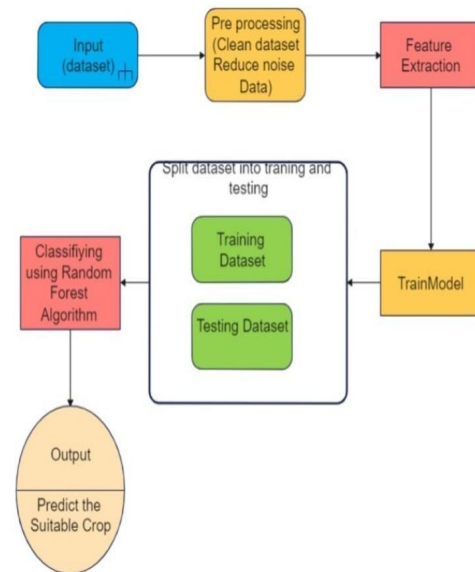 Input
(dataset)
Pre processing
(Clean dataset
Reduce noise
Data)
Feature
Extraction
TrainModel
Split dataset into traning and
testing
Training
Dataset
Testing Dataset
Classifiying
using Random
Forest
Algorithm
Output
Predict the
Suitable Crop